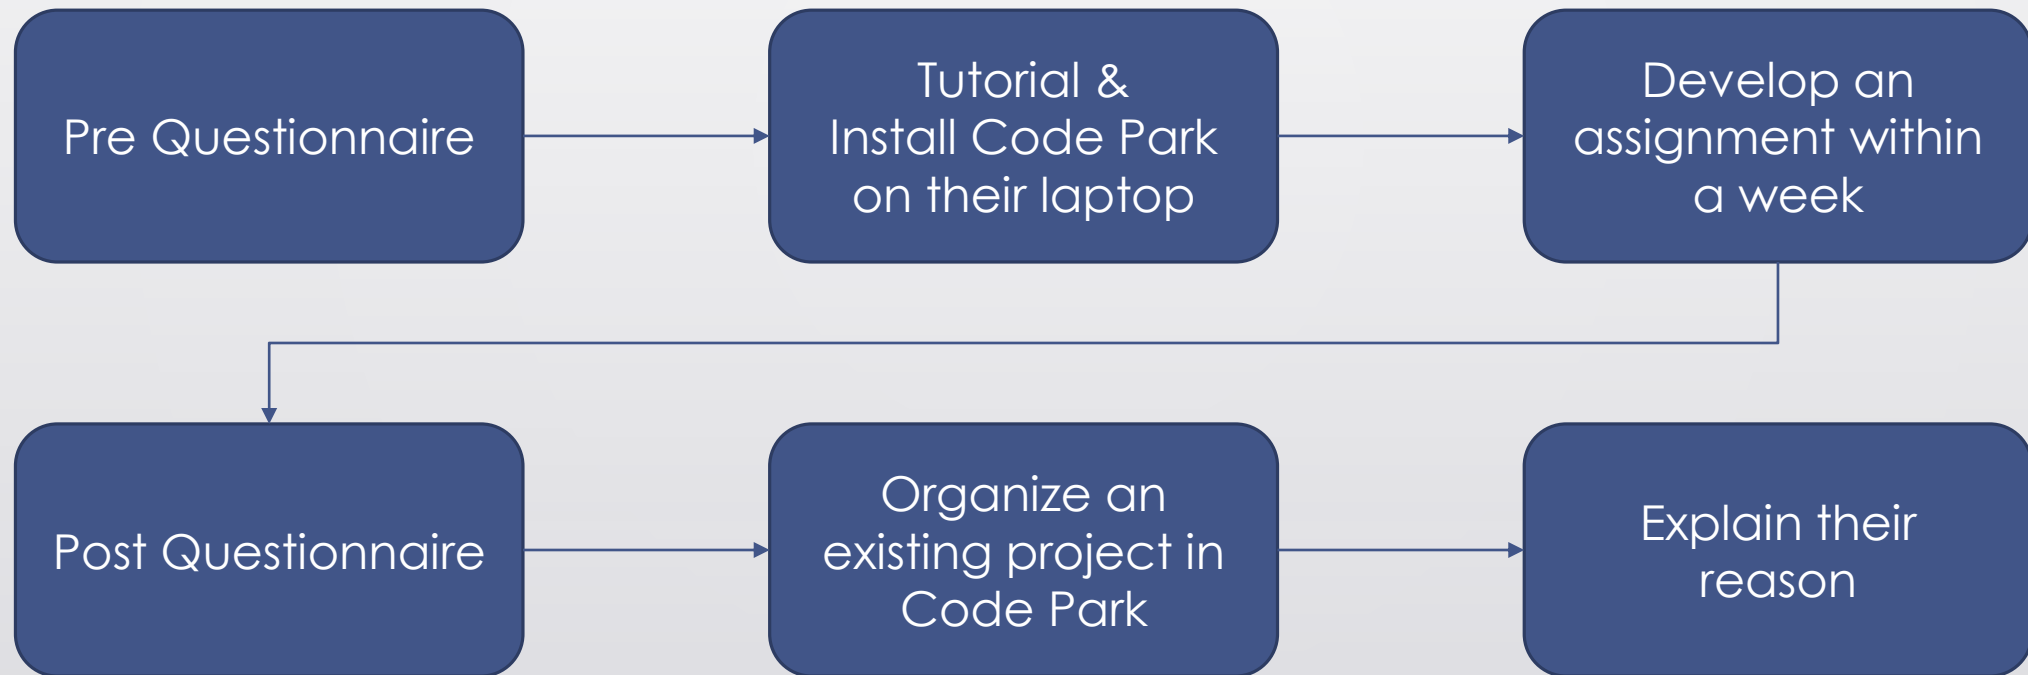 Pre Questionnaire
Tutorial &
Install Code Park
on their laptop
Develop an
assignment within
a week
Post Questionnaire
Organize an
existing project in
Code Park
Explain their
reason